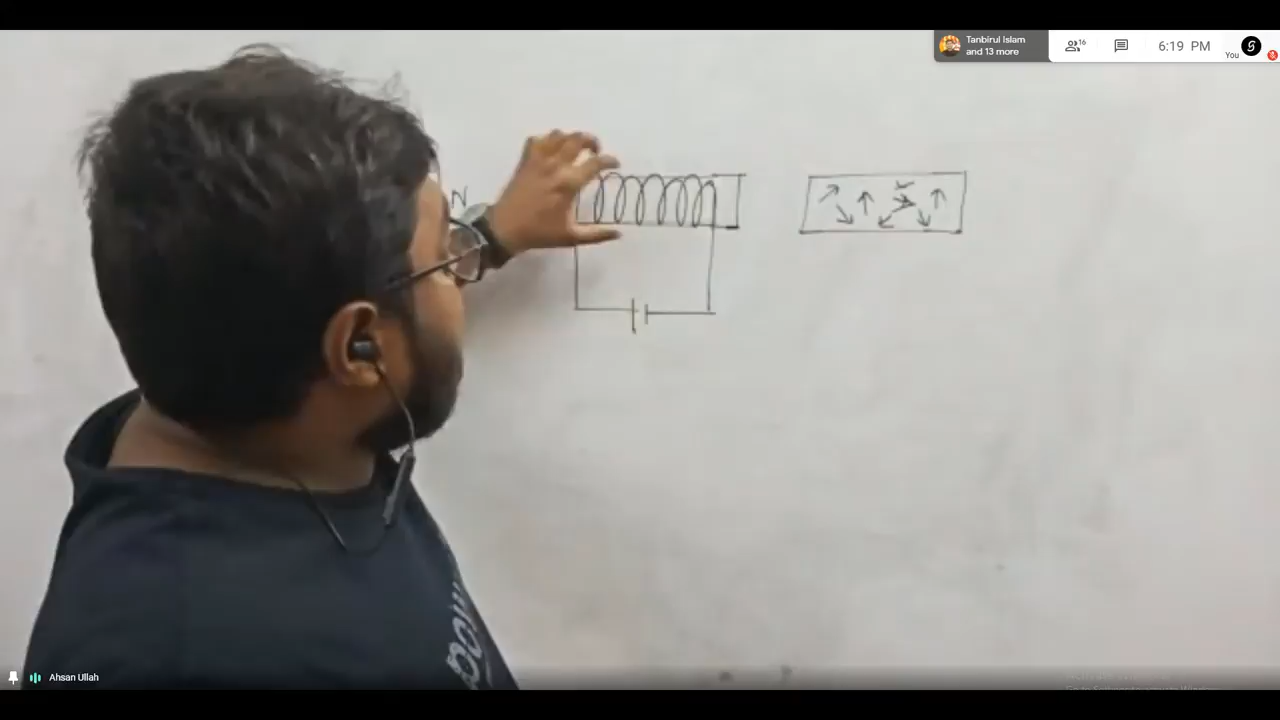 Tanbirul Islam
and 13 more
16
6:19 PM
You
N
Ahsan Ullah